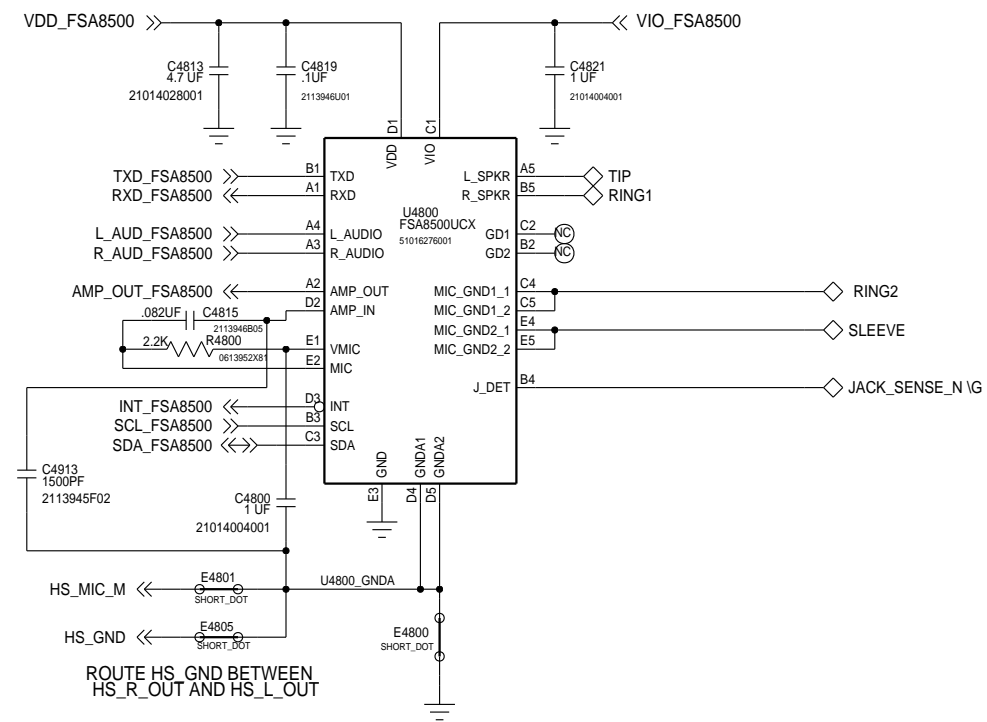 VDD_FSA8500
VIO_FSA8500
C4813
4.7 UF
21014028001
C4819
.1UF
2113946U01
C4821
1 UF
21014004001
D1
C1
VDD
VIO
TXD_FSA8500
B1
TXD
RXD_FSA8500
A1
RXD
L_AUD_FSA8500
A4
L_AUDIO
R_AUD_FSA8500
A3
R_AUDIO
AMP_OUT_FSA8500
A2
AMP_OUT
D2
AMP_IN
.082UF
C4815
2113946B05
2.2K
R4800
0613952X81
E1
VMIC
E2
MIC
INT_FSA8500
D3
INT
SCL_FSA8500
B3
SCL
SDA_FSA8500
C3
SDA
U4800
FSA8500UCX
51016276001
L_SPKR
A5
TIP
R_SPKR
B5
RING1
GD1
C2
NC
GD2
B2
NC
MIC_GND1_1
C4
RING2
MIC_GND1_2
C5
MIC_GND2_1
E4
SLEEVE
MIC_GND2_2
E5
J_DET
B4
JACK_SENSE_N \G
GND
GNDA1
GNDA2
E3
D4
D5
C4913
1500PF
2113945F02
C4800
1 UF
21014004001
HS_MIC_M
E4801
SHORT_DOT
U4800_GNDA
HS_GND
E4805
SHORT_DOT
E4800
SHORT_DOT
ROUTE HS_GND BETWEEN
HS_R_OUT AND HS_L_OUT